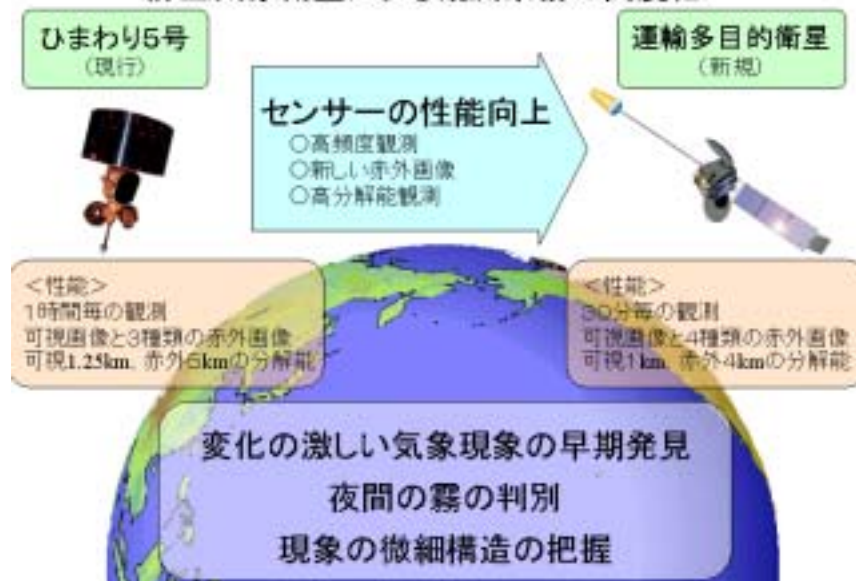 ひまわり5号
(現行)
運輸多目的衛星
(新規)
センサーの性能向上
○高頻度観測
○新しい赤外画像
○高分解能観測
<性能>
1時間毎の観測
可視画像と3種類の赤外画像
可視1.25km, 赤外5kmの分解能
<性能>
30分毎の観測
可視画像と4種類の赤外画像
可視1km, 赤外4kmの分解能
変化の激しい気象現象の早期発見
夜間の霧の判別
現象の微細構造の把握